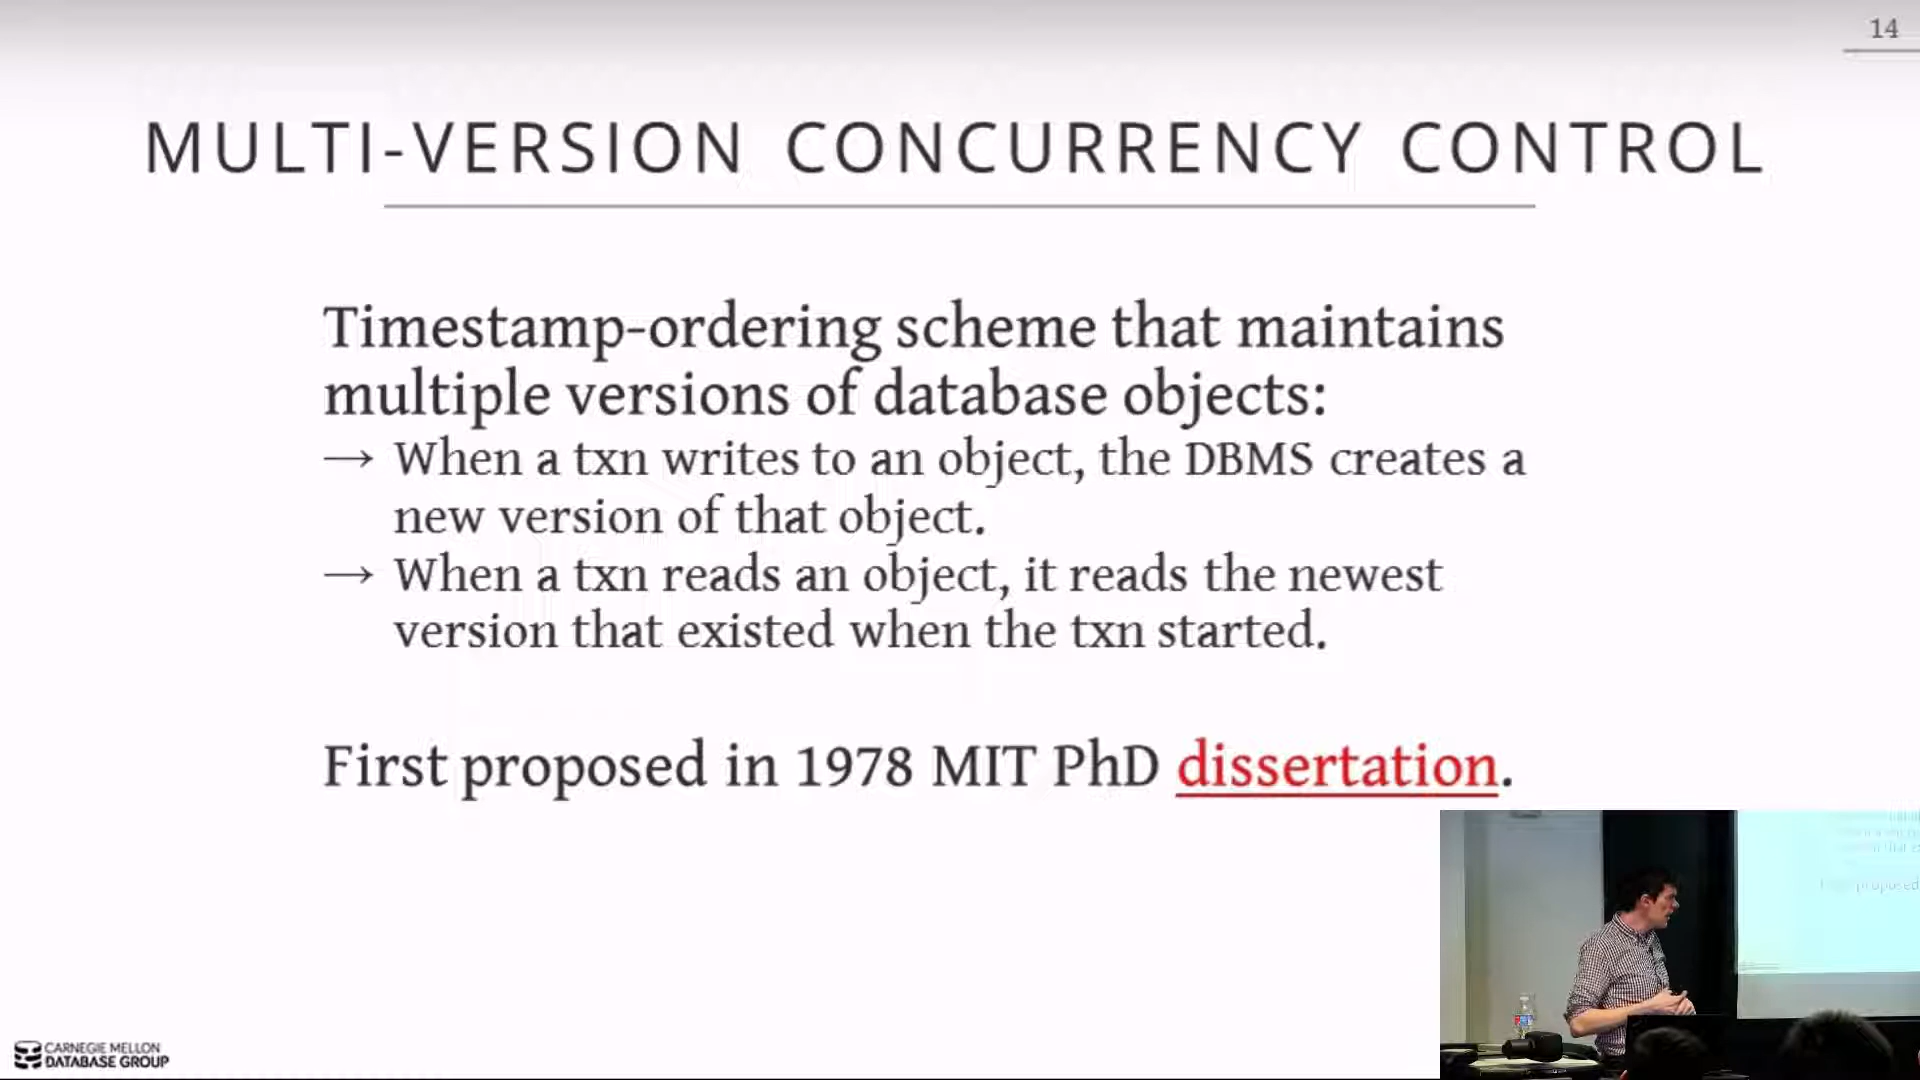 14
MULTI-VERSION CONCURRENCY CONTROL
Timestamp-ordering scheme that maintains
multiple versions of database objects:
→ When a txn writes to an object, the DBMS creates a
new version of that object.
→ When a txn reads an object, it reads the newest
version that existed when the txn started.
First proposed in 1978 MIT PhD dissertation.
proposed
CARNEGIE MELLON
DATABASE GROUP